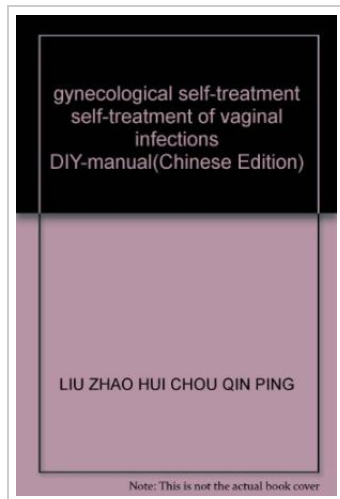 gynecological self-treatment
self-treatment of vaginal
infections
DIY-manual(Chinese Edition)
LIU ZHAO HUI CHOU QIN PING
Note: This is not the actual book cover